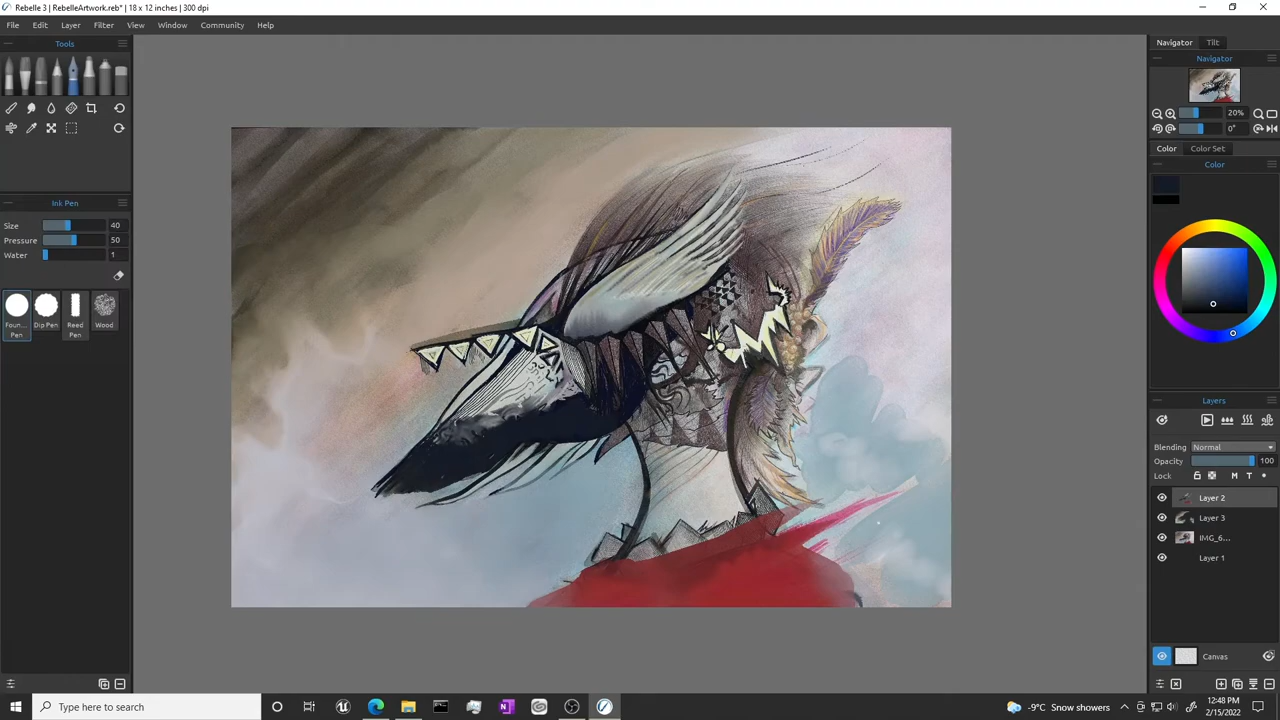 Rebelle 3 | RebelleArtwork.reb* | 18 x 12 inches | 300 dpi
File Edit Layer Filter View Window Community Help
Tools
Ink Pen
Size 40
Pressure 50
Water 1
Foun... Pen
Dip Pen
Reed Pen
Wood
Navigator Tilt
Navigator
20%
0°
Color Color Set
Color
Layers
Blending Normal
Opacity 100
Lock M T
Layer 2
Layer 3
IMG_6...
Layer 1
Canvas
Type here to search
-9°C Snow showers
12:48 PM
2/15/2022